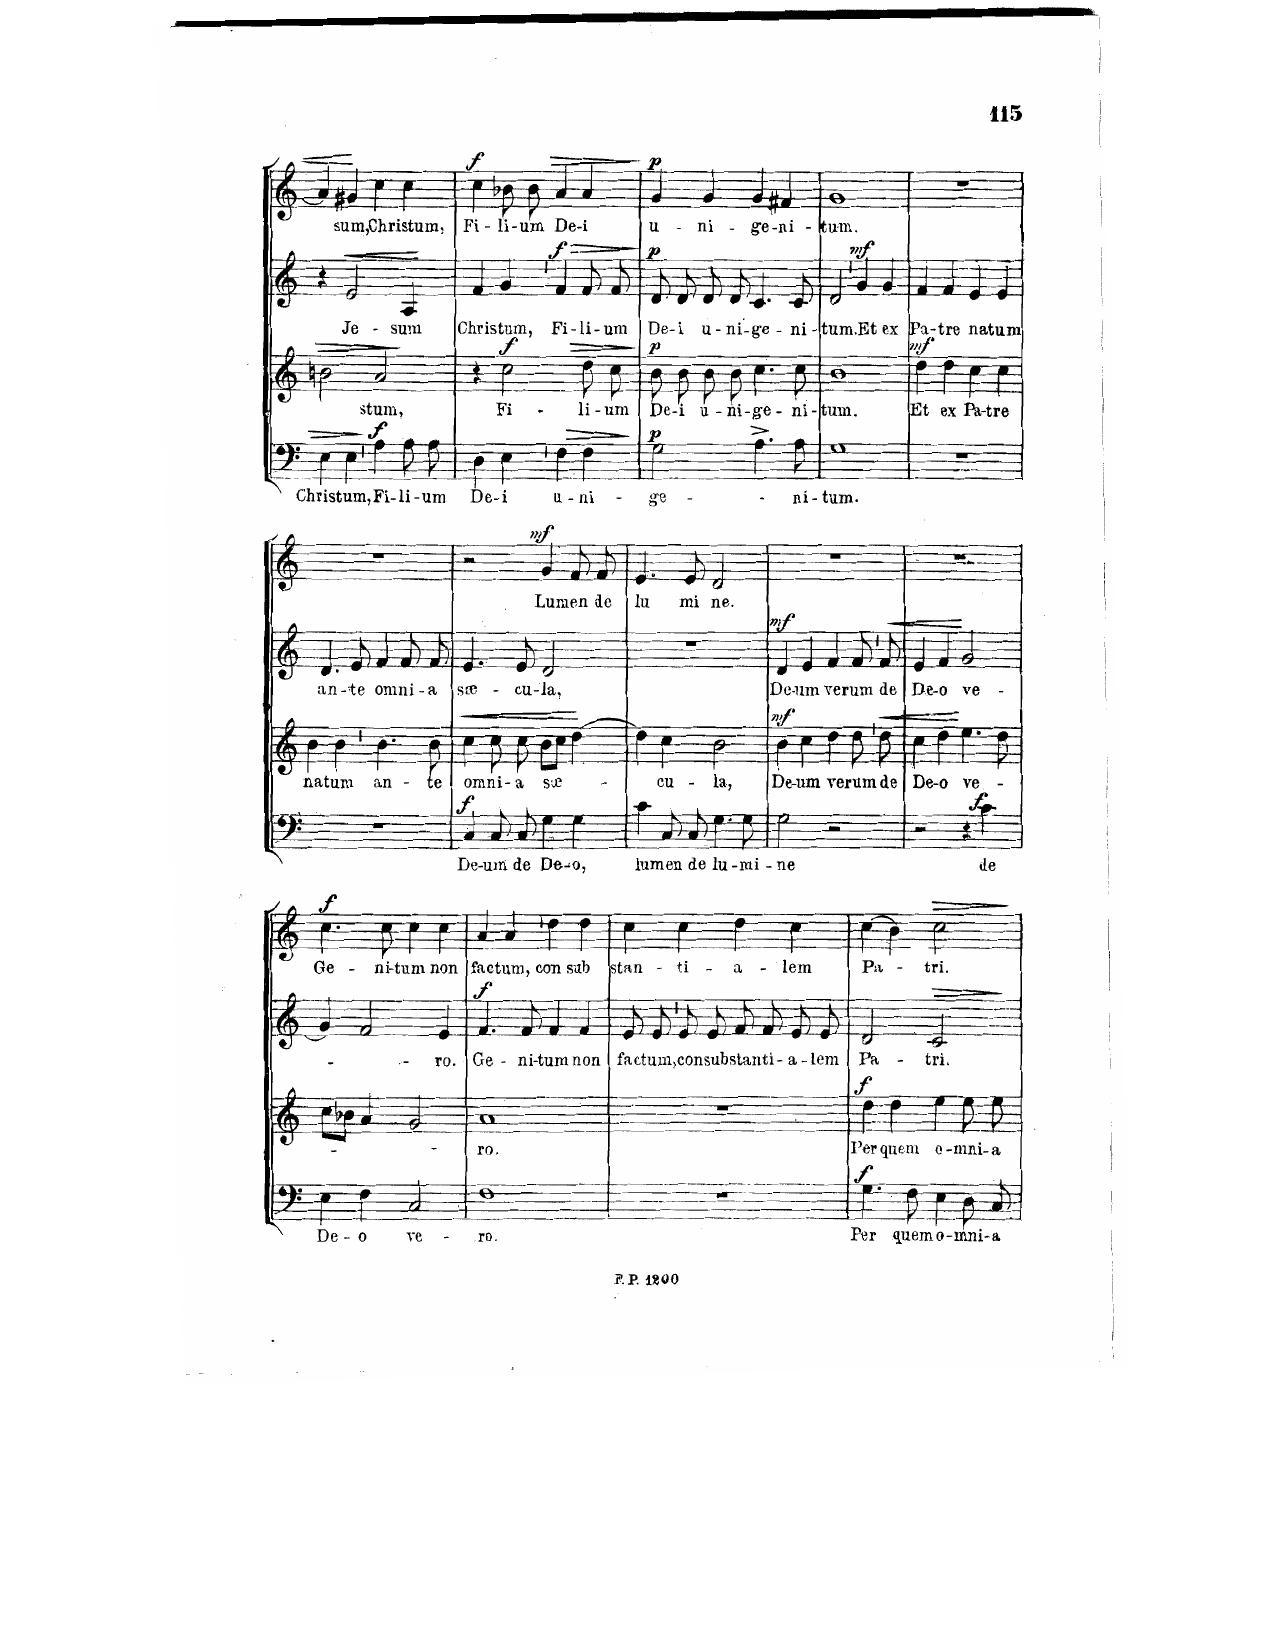 115
f
p
sum, Christum, Fi - li - um De - i u - ni - ge - ni - tum.
f
p
mf
Je - sum Christum, Fi - li - um De - i u - ni - ge - ni - tum. Et ex Pa - tre natum
f
p
mf
stum, Fi - li - um De - i u - ni - ge - ni - tum. Et ex Pa - tre
f
p
Christum, Fi - li - um De - i u - ni - ge - - ni - tum.
mf
Lumen de lu mi ne.
mf
an - te omni - a sæ - cu - la, De - um verum de De - o ve -
mf
natum an - te omni - a sæ - cu - la, De - um verum de De - o ve -
f
f
De - um de De - o, lumen de lu - mi - ne de
f
Ge - ni - tum non factum, con sub stan - ti - a - lem Pa - tri.
f
- - ro. Ge - ni - tum non factum, consubstanti - a - lem Pa - tri.
f
- - ro. Per quem o - mni - a
f
De - o ve - ro. Per quem o - mni - a
F. P. 1200